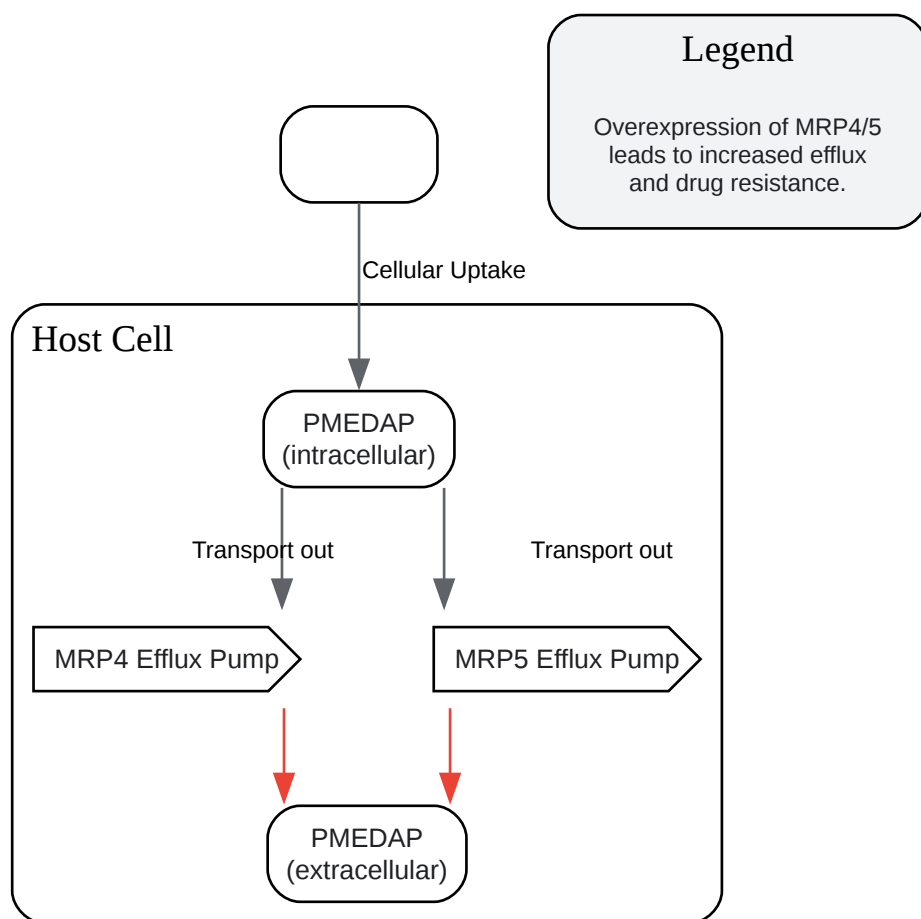 Legend
Overexpression of MRP4/5
leads to increased efflux
and drug resistance.
Cellular Uptake
Host Cell
PMEDAP
(intracellular)
Transport out
Transport out
MRP4 Efflux Pump
MRP5 Efflux Pump
PMEDAP
(extracellular)